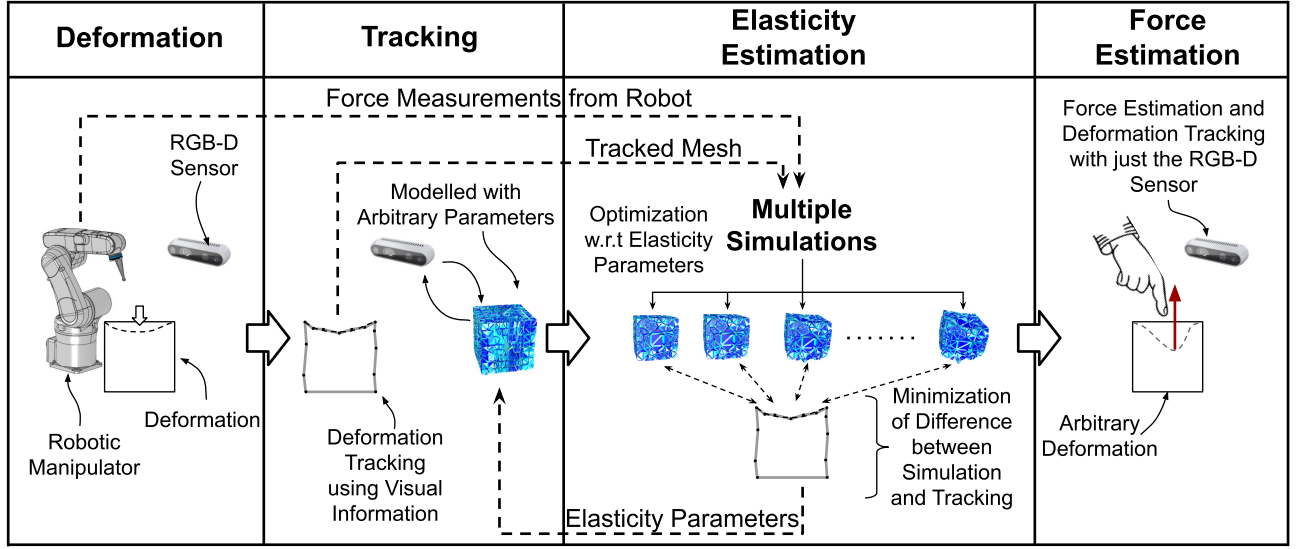 Deformation
Tracking
Elasticity
Estimation
Force
Estimation
Force Measurements from Robot
Tracked Mesh
RGB-D
Sensor
Deformation
Robotic
Manipulator
Modelled with
Arbitrary Parameters
Deformation
Tracking
using Visual
Information
Optimization
w.r.t Elasticity
Parameters
Multiple
Simulations
Minimization
of Difference
between
Simulation
and Tracking
Elasticity Parameters
Force Estimation and
Deformation Tracking
with just the RGB-D
Sensor
Arbitrary
Deformation